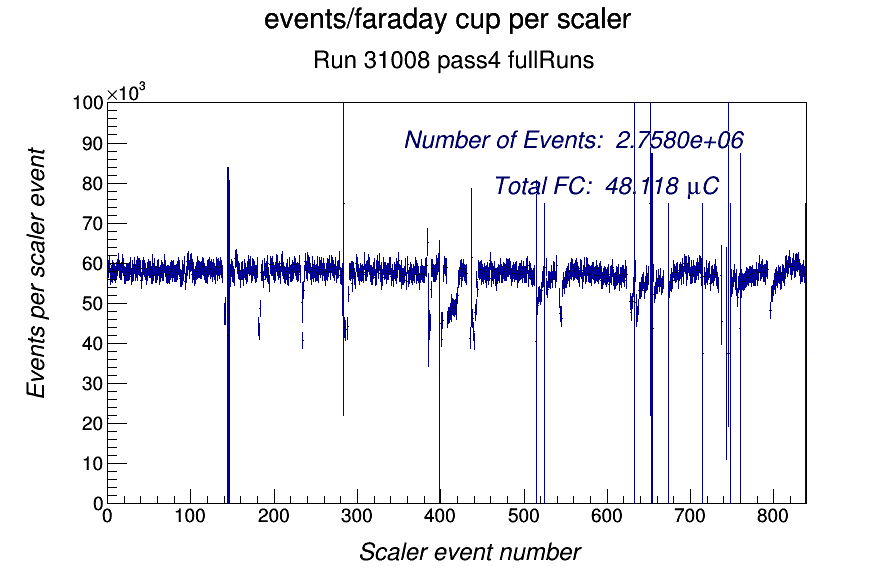 events/faraday cup per scaler
Run 31008 pass4 fullRuns
×10³
100
90
80
70
60
50
40
30
20
10
0
Number of Events: 2.7580e+06
Total FC: 48.118 μC
Events per scaler event
0 100 200 300 400 500 600 700 800
Scaler event number